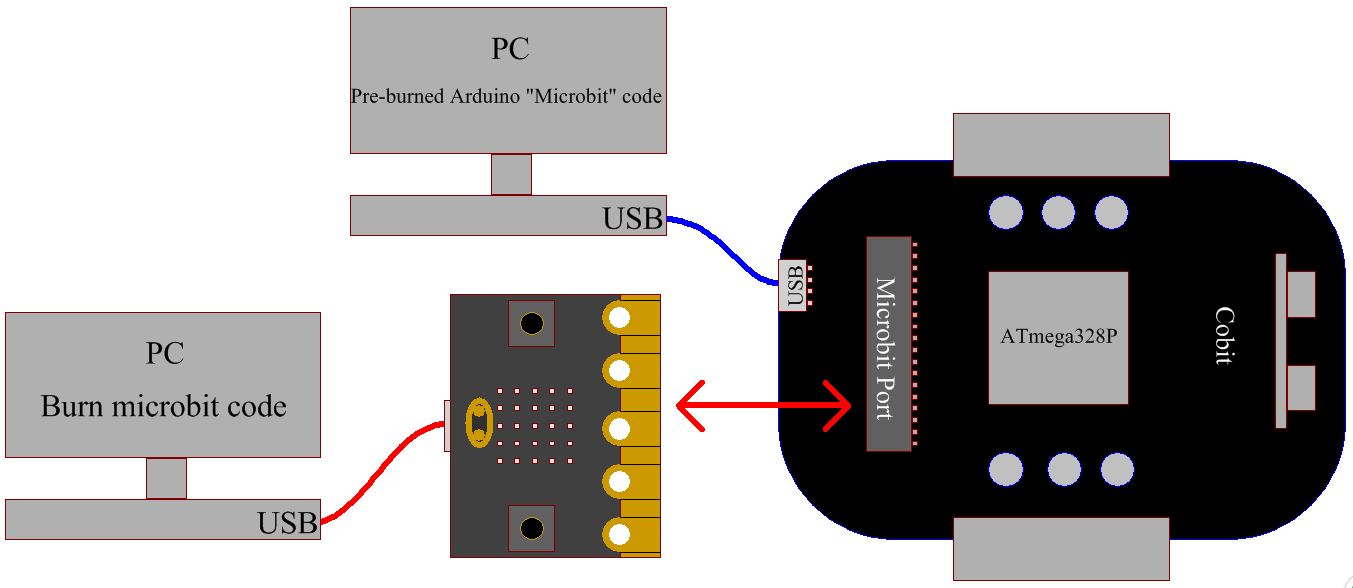 PC
Pre-burned Arduino "Microbit" code
USB
PC
Burn microbit code
USB
USB
Microbit Port
ATmega328P
Cobit